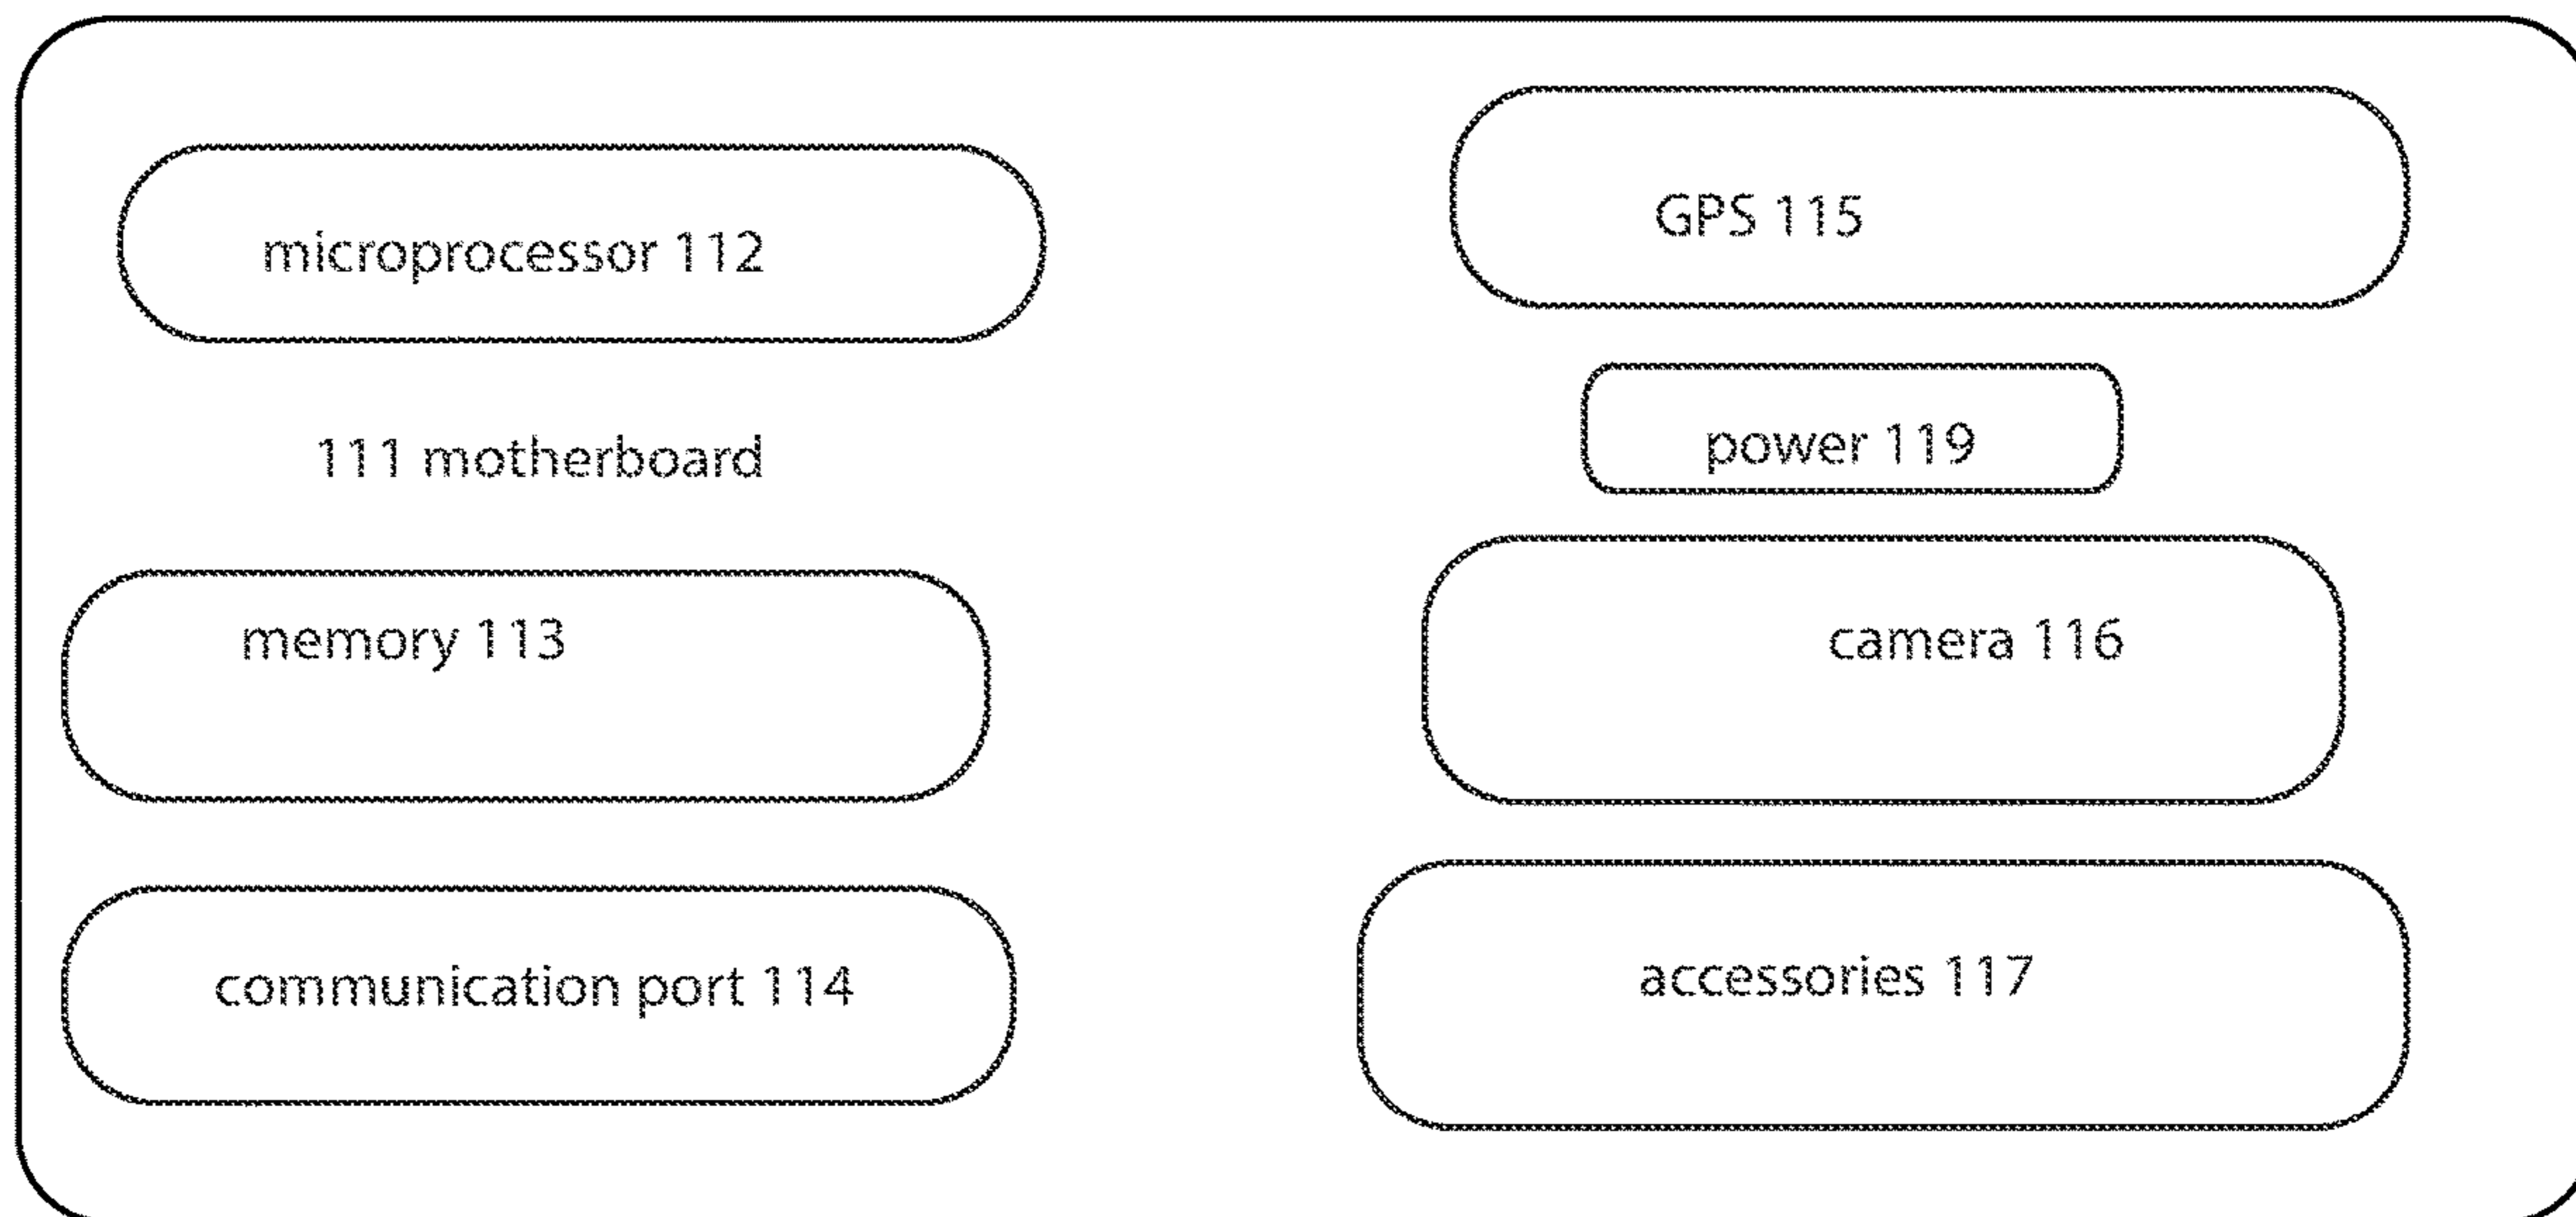 microprocessor 112
111 motherboard
memory 113
communication port 114
GPS 115
power 119
camera 116
accessories 117